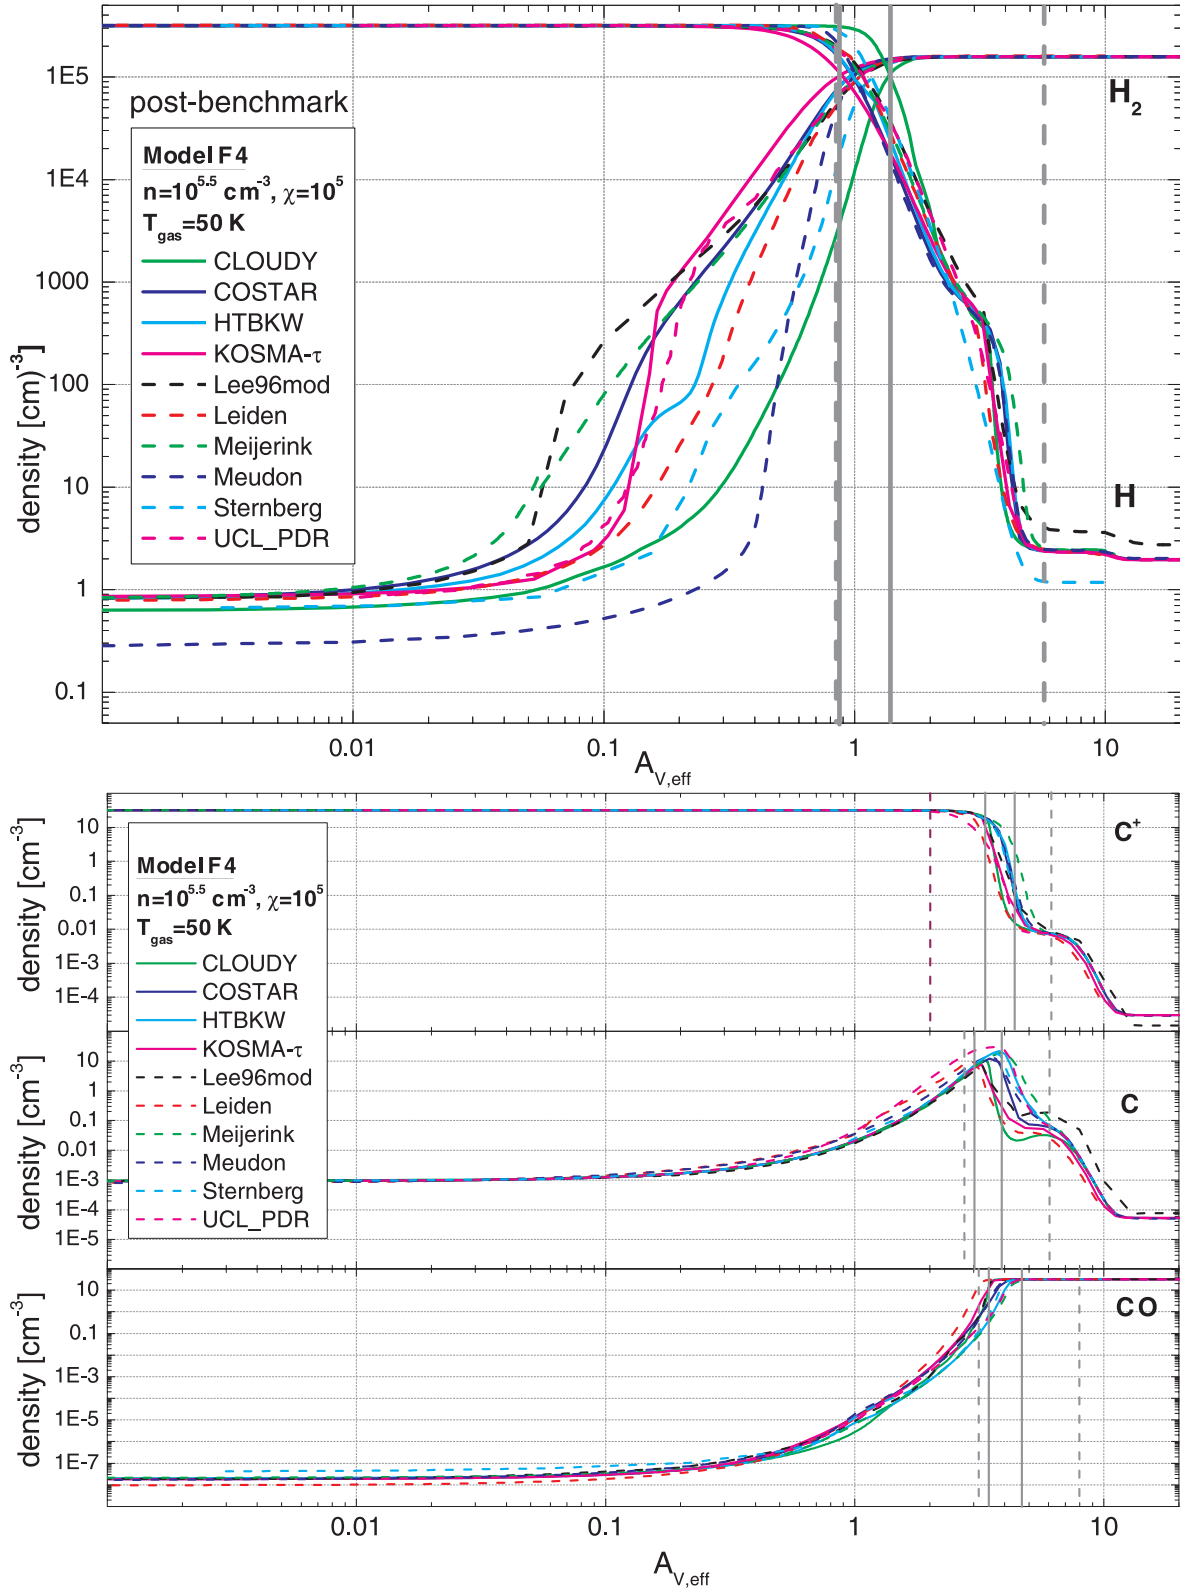 1E5
1E4
1000
100
10
1
0.1
density [cm)⁻³]
post-benchmark
Model F4
n=10^5.5 cm⁻³, χ=10⁵
T_gas=50 K
CLOUDY
COSTAR
HTBKW
KOSMA-τ
Lee96mod
Leiden
Meijerink
Meudon
Sternberg
UCL_PDR
H₂
H
0.01
0.1
1
10
A_V,eff
10
1
0.1
0.01
1E-3
1E-4
density [cm⁻³]
C⁺
Model F4
n=10^5.5 cm⁻³, χ=10⁵
T_gas=50 K
CLOUDY
COSTAR
HTBKW
KOSMA-τ
Lee96mod
Leiden
Meijerink
Meudon
Sternberg
UCL_PDR
10
1
0.1
0.01
1E-3
1E-4
1E-5
density [cm⁻³]
C
10
0.1
1E-3
1E-5
1E-7
density [cm⁻³]
CO
0.01
0.1
1
10
A_V,eff